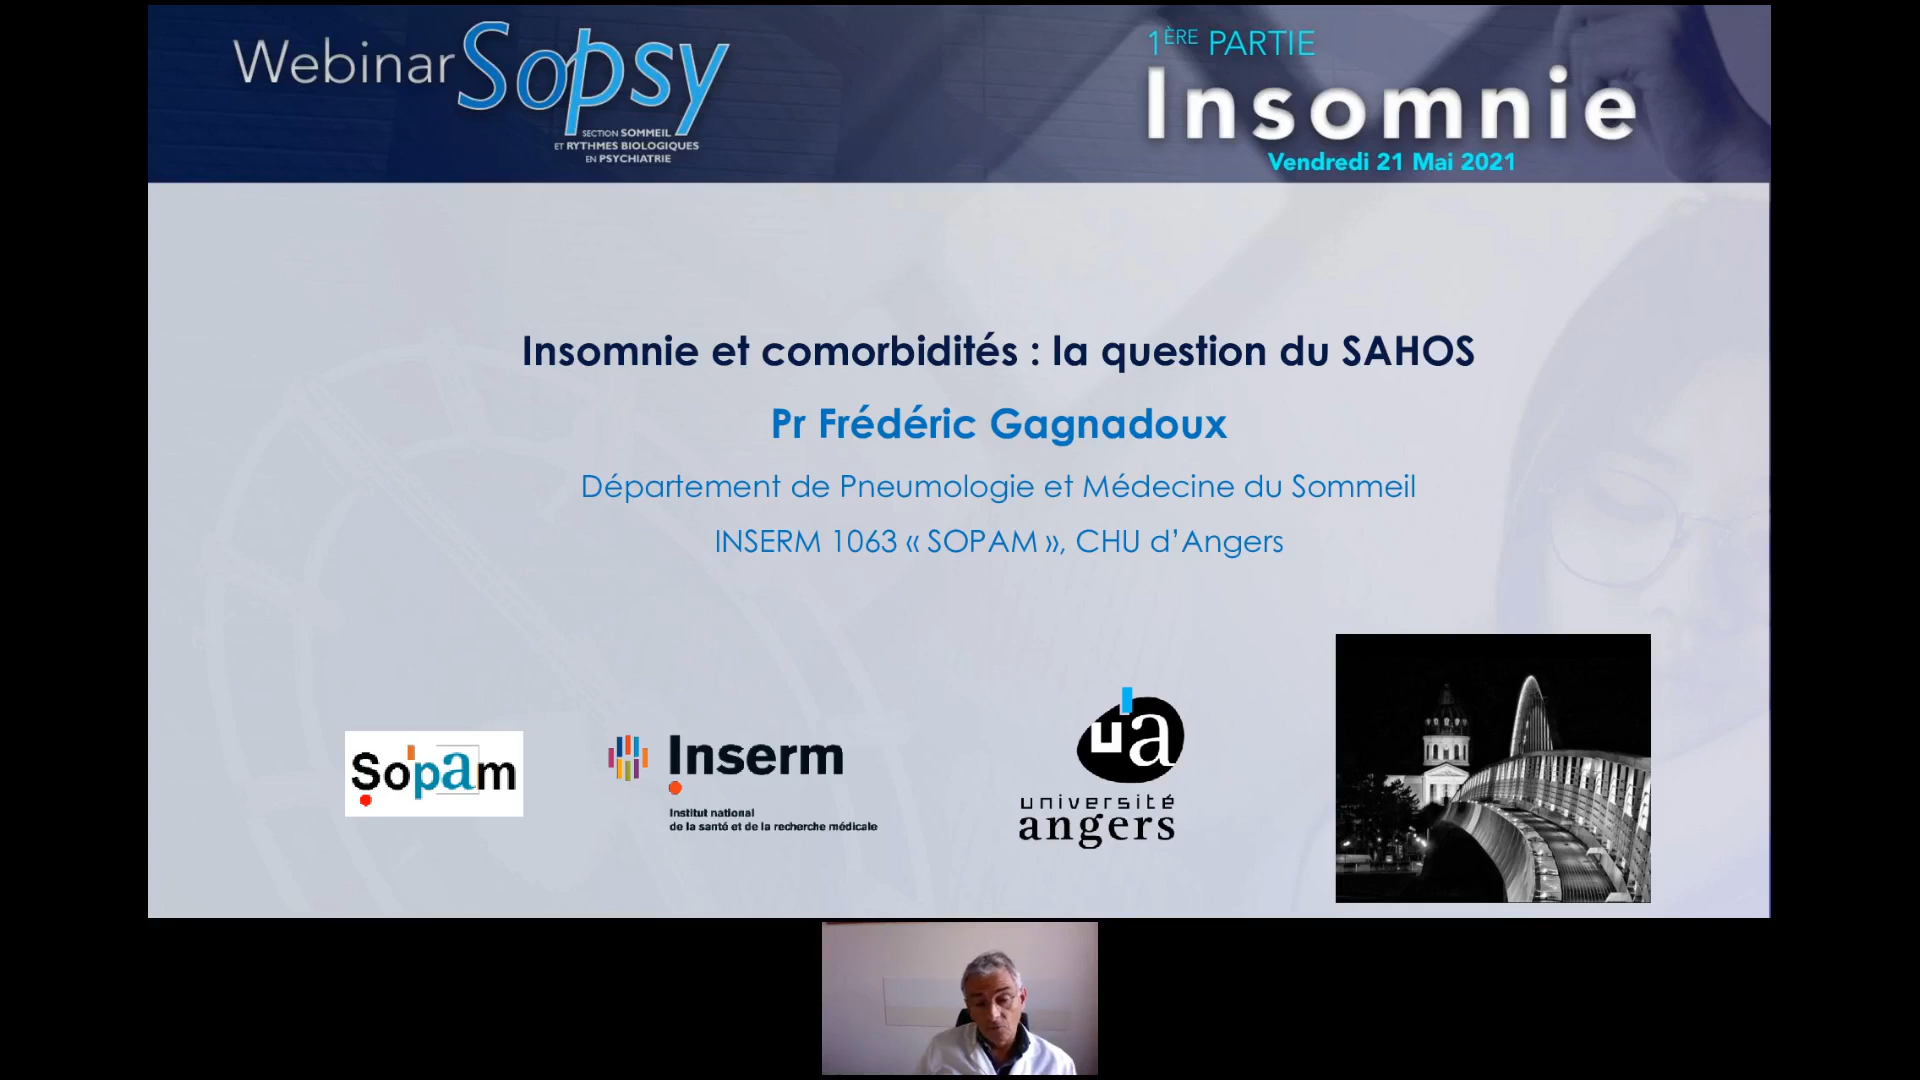 Webinar Sopsy
SECTION SOMMEIL
ET RYTHMES BIOLOGIQUES
EN PSYCHIATRIE
1ÈRE PARTIE
Insomnie
Vendredi 21 Mai 2021
Insomnie et comorbidités : la question du SAHOS
Pr Frédéric Gagnadoux
Département de Pneumologie et Médecine du Sommeil
INSERM 1063 « SOPAM », CHU d’Angers
Sopam
Inserm
Institut national
de la santé et de la recherche médicale
ua
université
angers